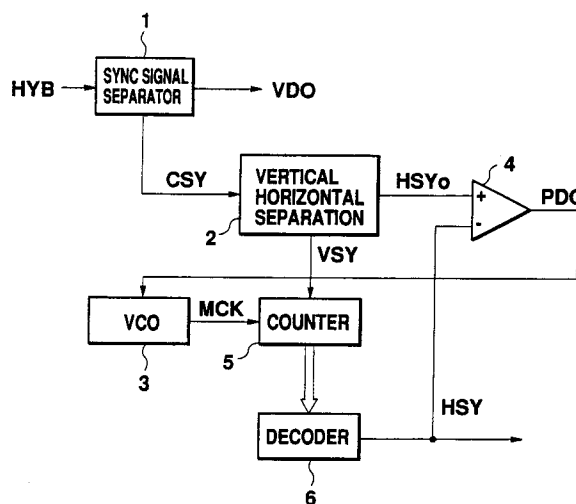 1
SYNC SIGNAL
SEPARATOR
HYB
VDO
CSY
VERTICAL
HORIZONTAL
SEPARATION
2
HSYo
4
+
-
PDO
VSY
VCO
3
MCK
COUNTER
5
DECODER
6
HSY